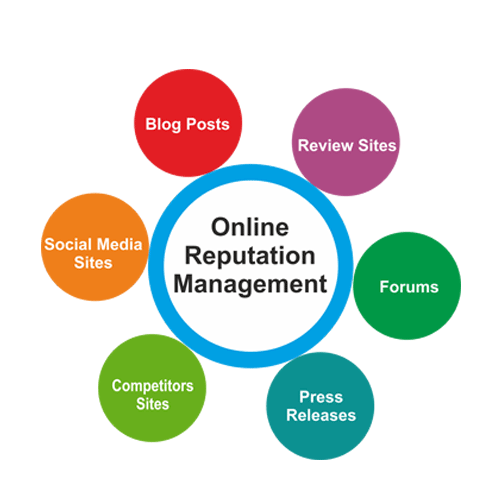 Blog Posts
Review Sites
Online
Reputation
Management
Social Media
Sites
Forums
Competitors
Sites
Press
Releases